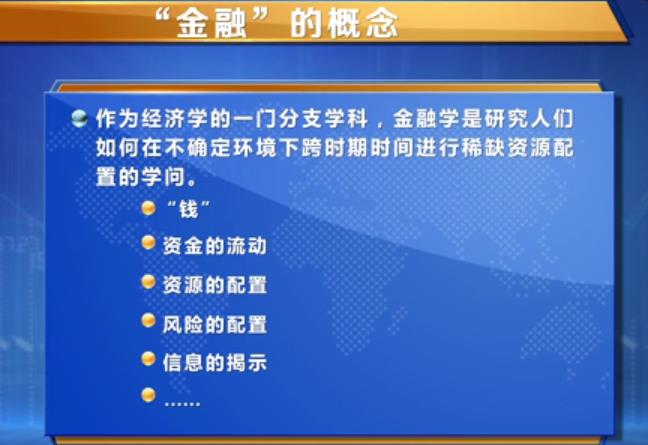 “金融”的概念
作为经济学的一门分支学科，金融学是研究人们
如何在不确定环境下跨时期时间进行稀缺资源配
置的学问。
“钱”
资金的流动
资源的配置
风险的配置
信息的揭示
……